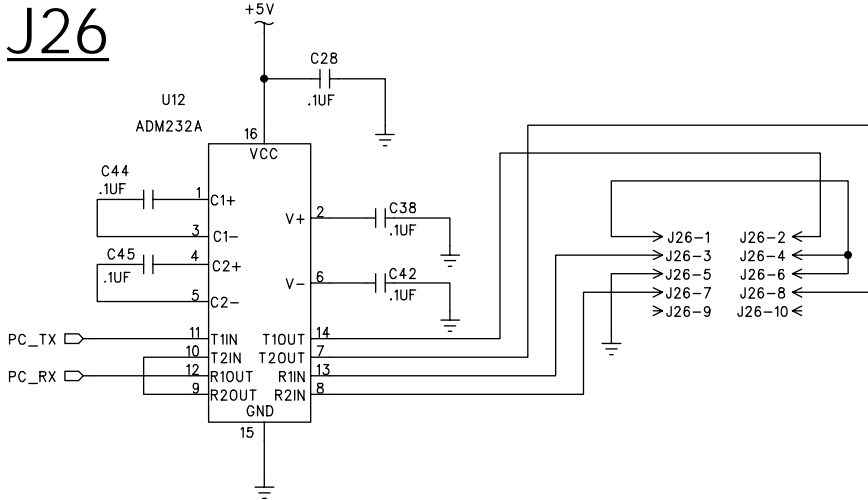 J26
+5V
C28
.1UF
U12
ADM232A
16
VCC
C44
.1UF
1
C1+
3
C1-
C45
.1UF
4
C2+
5
C2-
V+
2
C38
.1UF
V-
6
C42
.1UF
J26-1 J26-2
J26-3 J26-4
J26-5 J26-6
J26-7 J26-8
J26-9 J26-10
PC_TX 11 T1IN T1OUT 14
10 T2IN T2OUT 7
PC_RX 12 R1OUT R1IN 13
9 R2OUT R2IN 8
GND
15